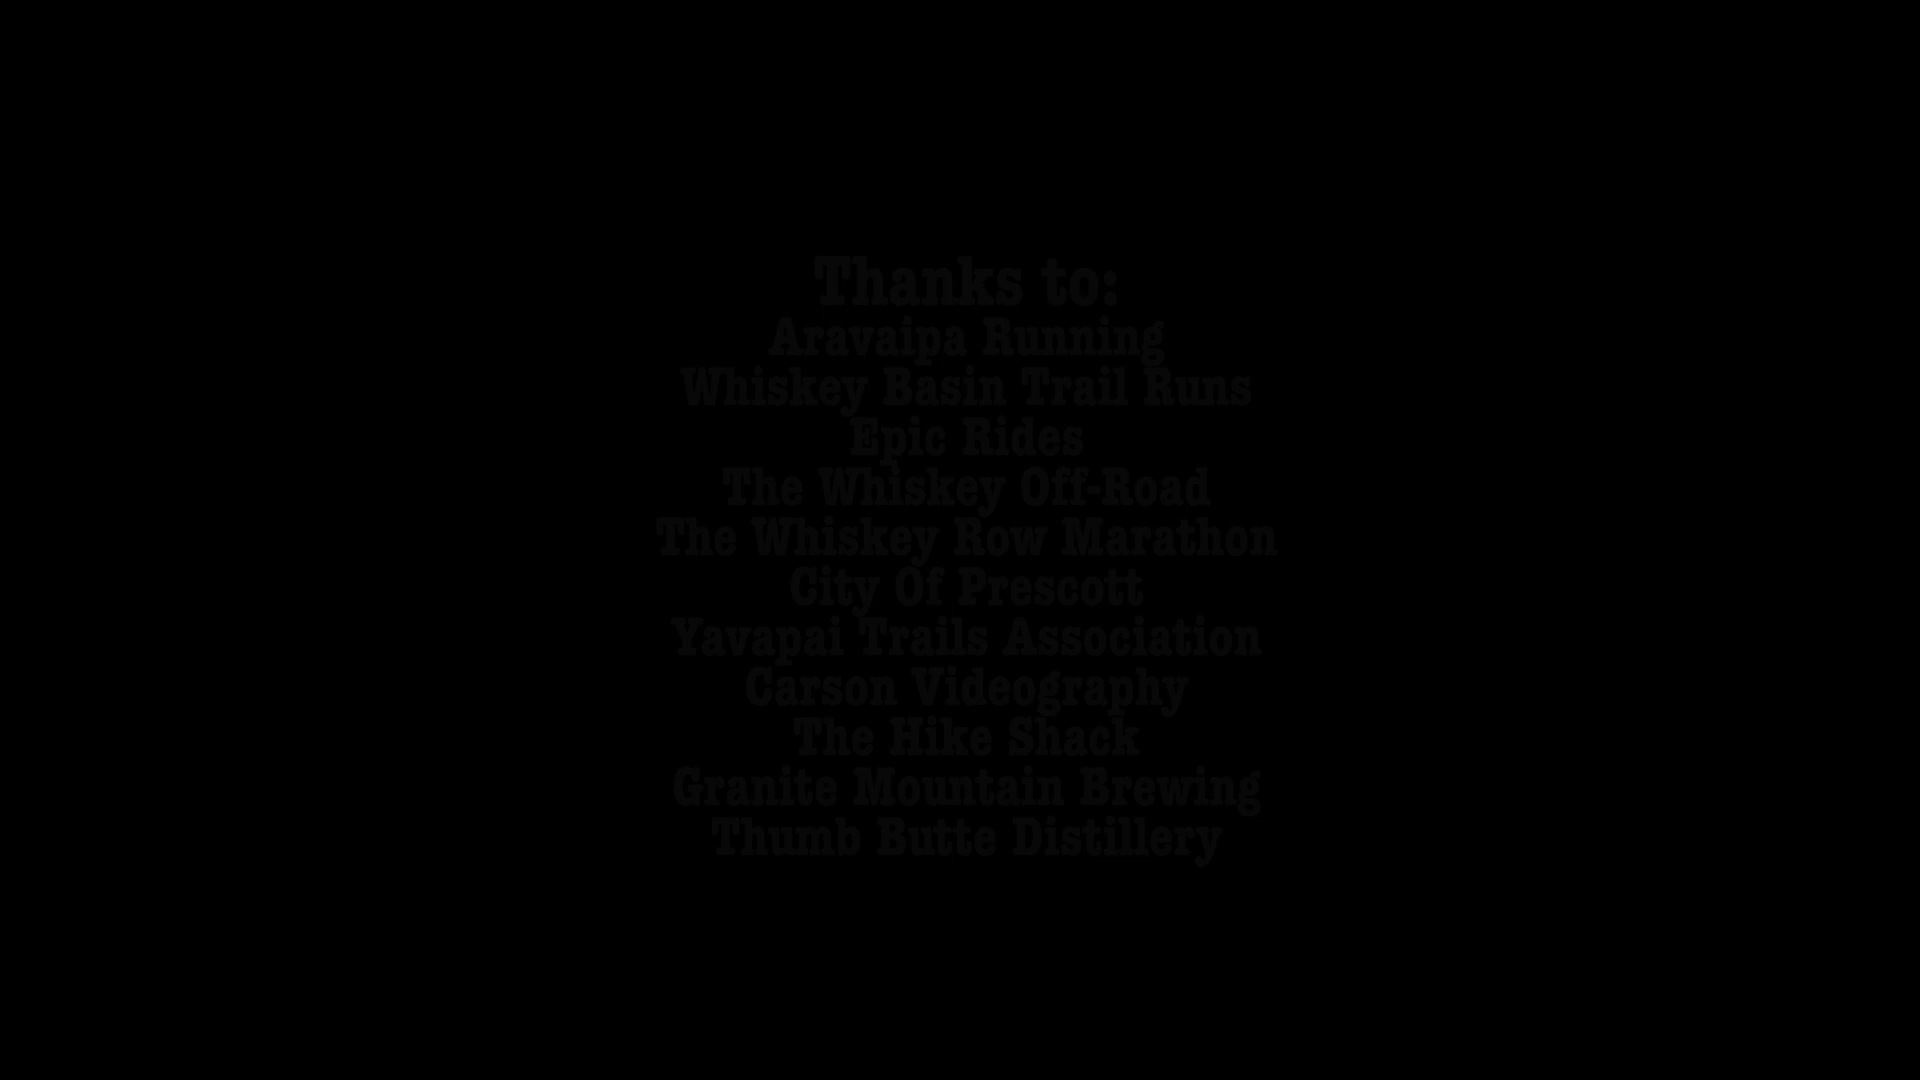 Thanks to:
Aravaipa Running
Whiskey Basin Trail Runs
Epic Rides
The Whiskey Off-Road
The Whiskey Row Marathon
City Of Prescott
Yavapai Trails Association
Carson Videography
The Hike Shack
Granite Mountain Brewing
Thumb Butte Distillery